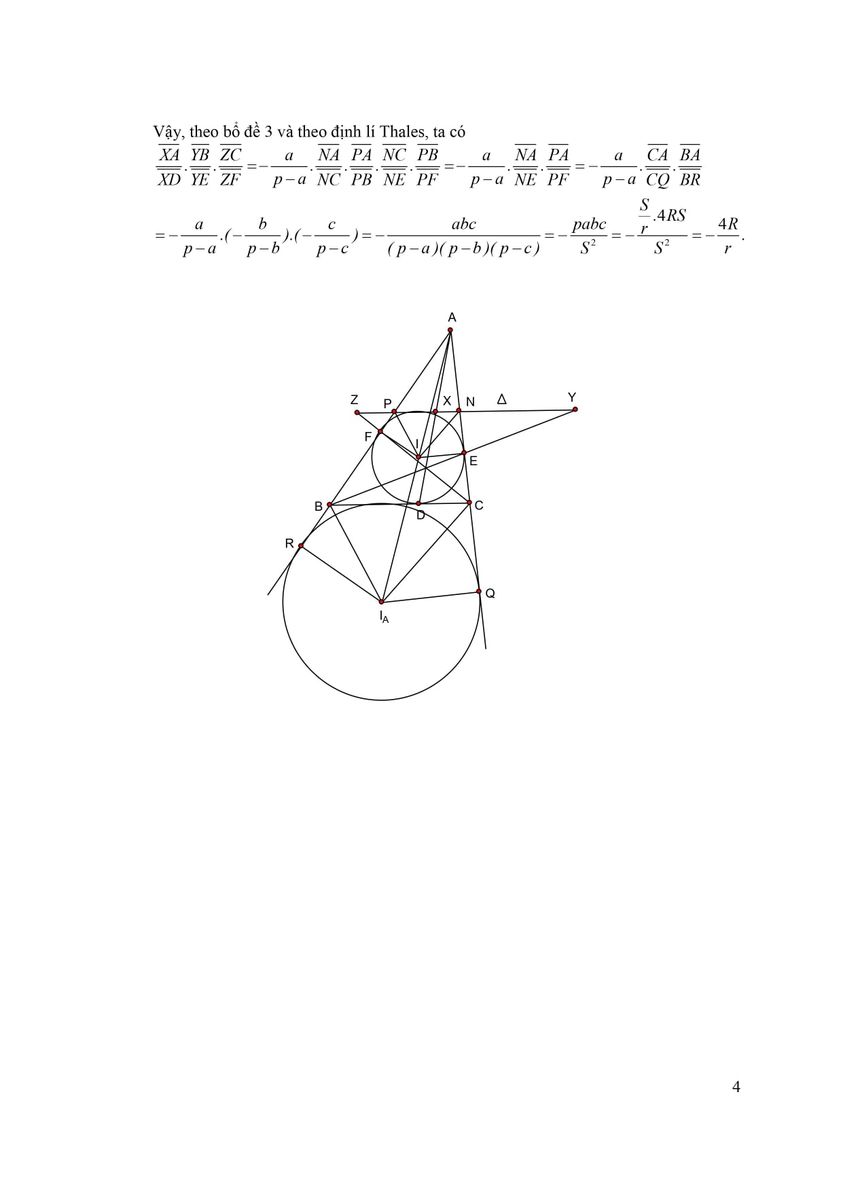 Vậy, theo bổ đề 3 và theo định lí Thales, ta có
$\frac{\overline{XA}}{\overline{XD}}.\frac{\overline{YB}}{\overline{YE}}.\frac{\overline{ZC}}{\overline{ZF}}=-\frac{a}{p-a}.\frac{\overline{NA}}{\overline{NC}}.\frac{\overline{PA}}{\overline{PB}}.\frac{\overline{NC}}{\overline{NE}}.\frac{\overline{PB}}{\overline{PF}}=-\frac{a}{p-a}.\frac{\overline{NA}}{\overline{NE}}.\frac{\overline{PA}}{\overline{PF}}=-\frac{a}{p-a}.\frac{\overline{CA}}{\overline{CQ}}.\frac{\overline{BA}}{\overline{BR}}$
$=-\frac{a}{p-a}.(-\frac{b}{p-b}).(-\frac{c}{p-c})=-\frac{abc}{(p-a)(p-b)(p-c)}=-\frac{pabc}{S^2}=-\frac{\frac{S}{r}.4RS}{S^2}=-\frac{4R}{r}.$
A
Z P X N Δ Y
F I E
B D C
R
I_A Q
4